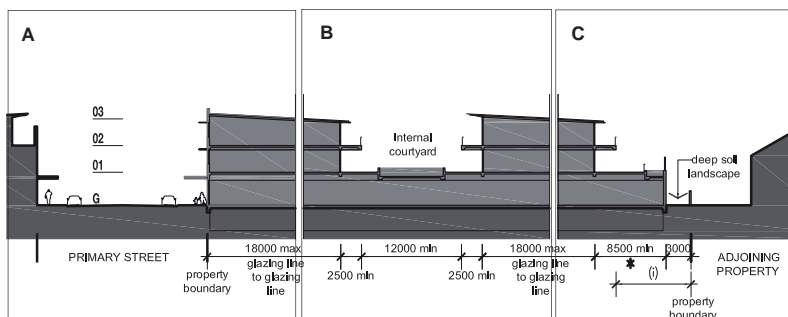 A
B
C
03
02
01
G
Internal
courtyard
deep soil
landscape
PRIMARY STREET
property
boundary
18000 max
glazing line
to glazing
line
2500 min
12000 min
2500 min
18000 max
glazing line
to glazing
line
8500 min
*
3000
(i)
property
boundary
ADJOINING
PROPERTY